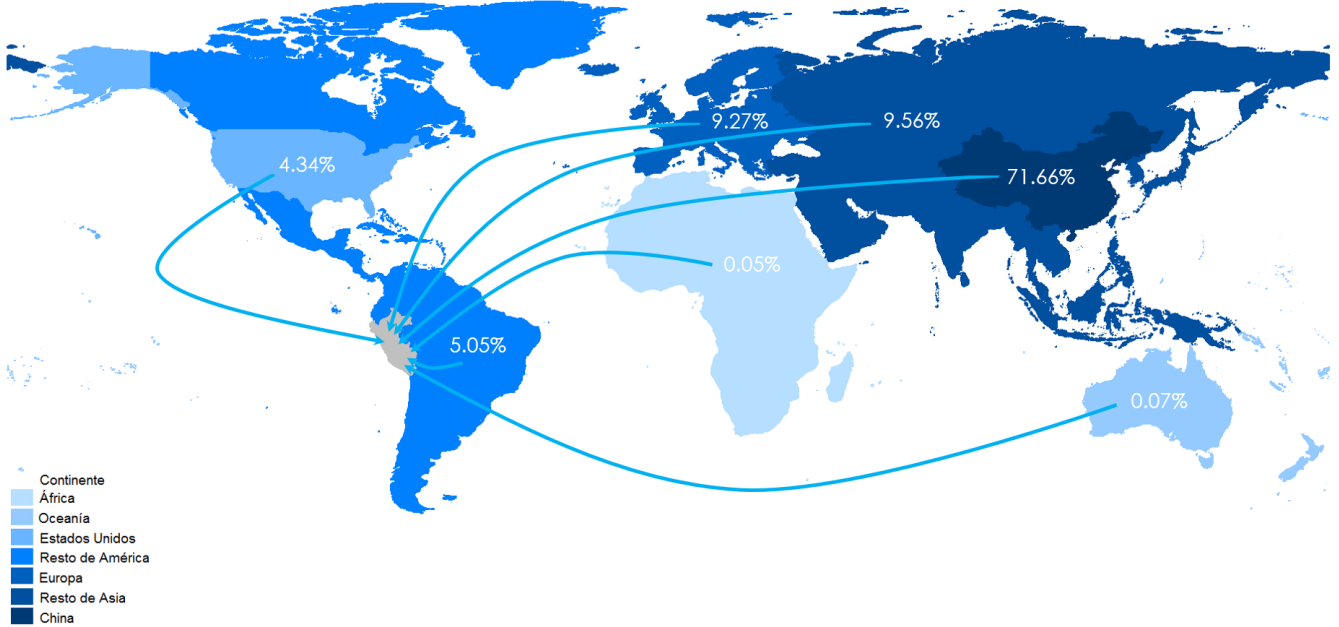 9.27%
9.56%
4.34%
71.66%
0.05%
5.05%
0.07%
Continente
África
Oceanía
Estados Unidos
Resto de América
Europa
Resto de Asia
China